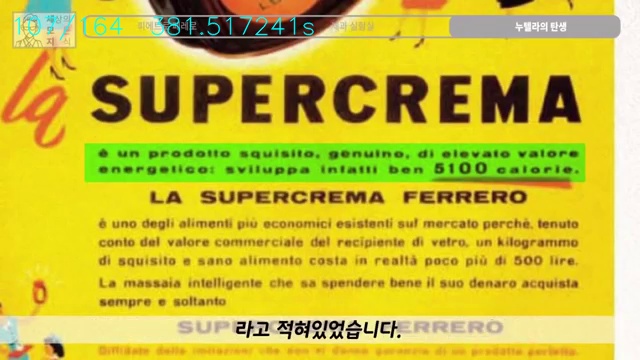 누텔라의 탄생
la
SUPERCREMA
è un prodotto squisito, genuino, di elevato valore
energetico: sviluppa infatti ben 5100 calorie.
LA SUPERCREMA FERRERO
è uno degli alimenti più economici esistenti sul mercato perchè, tenuto
conto del valore commerciale del recipiente di vetro, un kilogrammo
di squisito e sano alimento costa in realtà poco più di 500 lire.
La massaia intelligente che sa spendere bene il suo denaro acquista
sempre e soltanto
라고 적혀있었습니다.